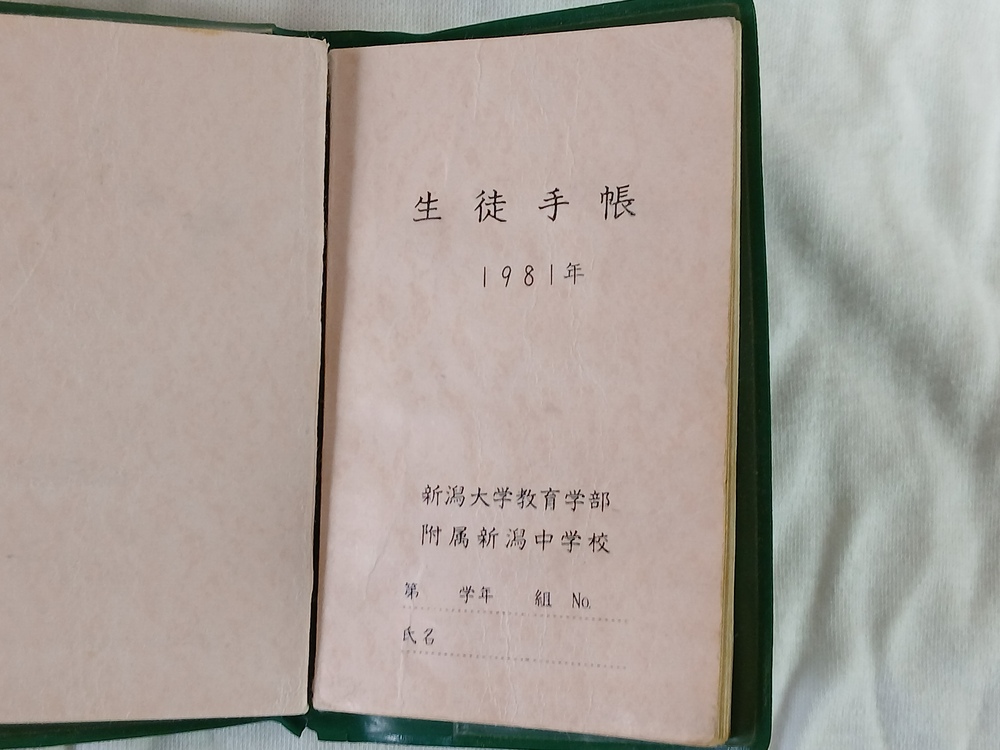 生徒手帳
1981年
新潟大学教育学部
附属新潟中学校
第 学年 組 No.
氏名